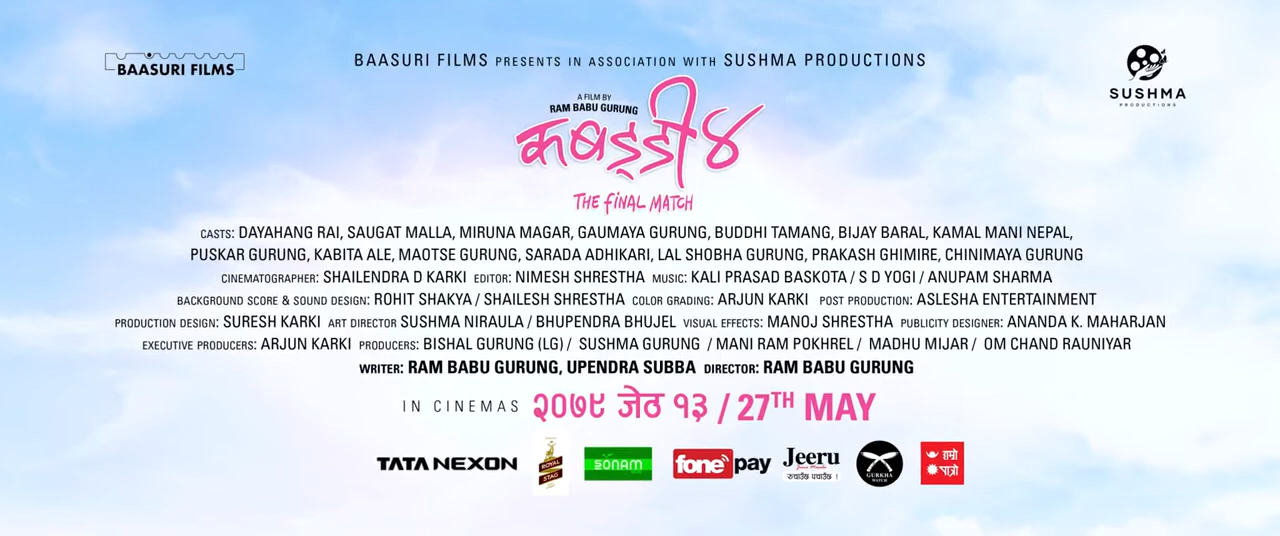 BAASURI FILMS
BAASURI FILMS PRESENTS IN ASSOCIATION WITH SUSHMA PRODUCTIONS
SUSHMA
PRODUCTIONS
A FILM BY
RAM BABU GURUNG
कबड्डी ४
THE FINAL MATCH
CASTS: DAYAHANG RAI, SAUGAT MALLA, MIRUNA MAGAR, GAUMAYA GURUNG, BUDDHI TAMANG, BIJAY BARAL, KAMAL MANI NEPAL,
PUSKAR GURUNG, KABITA ALE, MAOTSE GURUNG, SARADA ADHIKARI, LAL SHOBHA GURUNG, PRAKASH GHIMIRE, CHINIMAYA GURUNG
CINEMATOGRAPHER: SHAILENDRA D KARKI EDITOR: NIMESH SHRESTHA MUSIC: KALI PRASAD BASKOTA / S D YOGI / ANUPAM SHARMA
BACKGROUND SCORE & SOUND DESIGN: ROHIT SHAKYA / SHAILESH SHRESTHA COLOR GRADING: ARJUN KARKI POST PRODUCTION: ASLESHA ENTERTAINMENT
PRODUCTION DESIGN: SURESH KARKI ART DIRECTOR SUSHMA NIRAULA / BHUPENDRA BHUJEL VISUAL EFFECTS: MANOJ SHRESTHA PUBLICITY DESIGNER: ANANDA K. MAHARJAN
EXECUTIVE PRODUCERS: ARJUN KARKI PRODUCERS: BISHAL GURUNG (LG) / SUSHMA GURUNG / MANI RAM POKHREL / MADHU MIJAR / OM CHAND RAUNIYAR
WRITER: RAM BABU GURUNG, UPENDRA SUBBA DIRECTOR: RAM BABU GURUNG
IN CINEMAS २०७९ जेठ १३ / 27TH MAY
TATA NEXON
ROYAL
STAG
SONAM
fonepay
Jeeru
रुचाउँछ पचाउँछ !
GURKHA
WATCH
हाम्रो
पात्रो